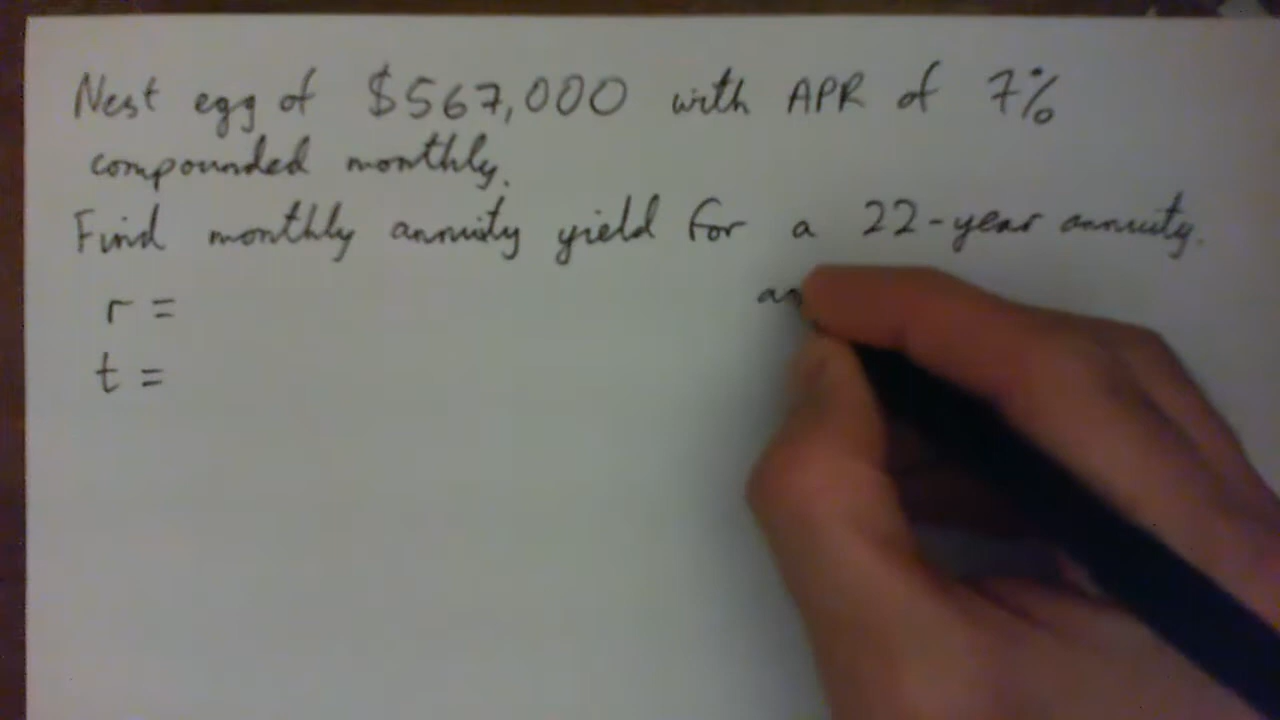 Nest egg of $567,000 with APR of 7%
compounded monthly.
Find monthly annuity yield for a 22-year annuity.
r =
t =